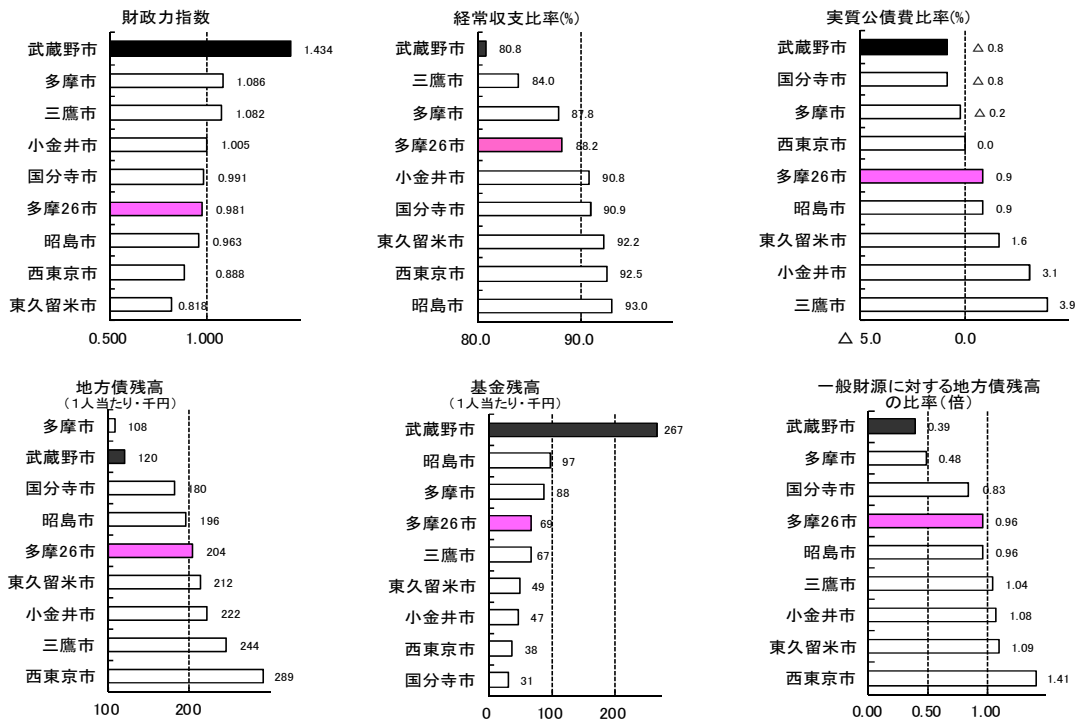 財政力指数
武蔵野市 1.434
多摩市 1.086
三鷹市 1.082
小金井市 1.005
国分寺市 0.991
多摩26市 0.981
昭島市 0.963
西東京市 0.888
東久留米市 0.818
0.500 1.000
経常収支比率(%)
武蔵野市 80.8
三鷹市 84.0
多摩市 87.8
多摩26市 88.2
小金井市 90.8
国分寺市 90.9
東久留米市 92.2
西東京市 92.5
昭島市 93.0
80.0 90.0
実質公債費比率(%)
武蔵野市 △ 0.8
国分寺市 △ 0.8
多摩市 △ 0.2
西東京市 0.0
多摩26市 0.9
昭島市 0.9
東久留米市 1.6
小金井市 3.1
三鷹市 3.9
△ 5.0 0.0
地方債残高
(1人当たり・千円)
多摩市 108
武蔵野市 120
国分寺市 180
昭島市 196
多摩26市 204
東久留米市 212
小金井市 222
三鷹市 244
西東京市 289
100 200
基金残高
(1人当たり・千円)
武蔵野市 267
昭島市 97
多摩市 88
多摩26市 69
三鷹市 67
東久留米市 49
小金井市 47
西東京市 38
国分寺市 31
0 100 200
一般財源に対する地方債残高
の比率(倍)
武蔵野市 0.39
多摩市 0.48
国分寺市 0.83
多摩26市 0.96
昭島市 0.96
三鷹市 1.04
小金井市 1.08
東久留米市 1.09
西東京市 1.41
0.00 0.50 1.00